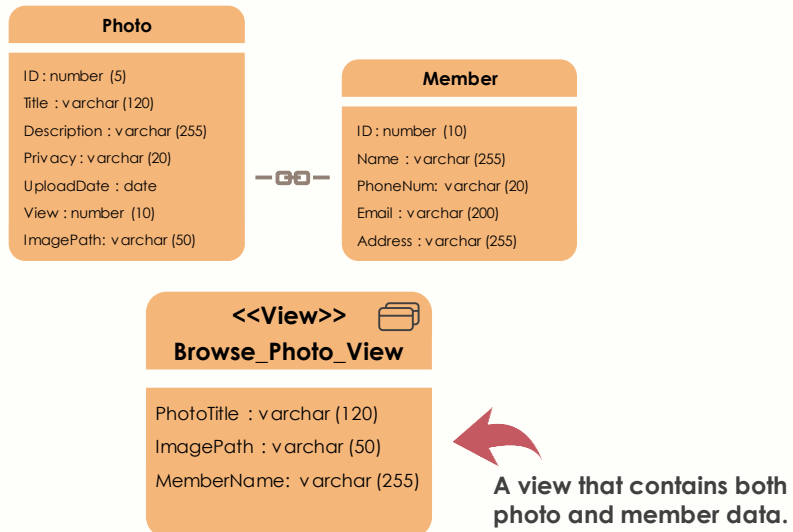 Photo
ID : number (5)
Title : varchar (120)
Description : varchar (255)
Privacy : varchar (20)
UploadDate : date
View : number (10)
ImagePath: varchar (50)
Member
ID : number (10)
Name : varchar (255)
PhoneNum: varchar (20)
Email : varchar (200)
Address : varchar (255)
<<View>>
Browse_Photo_View
PhotoTitle : varchar (120)
ImagePath : varchar (50)
MemberName: varchar (255)
A view that contains both
photo and member data.